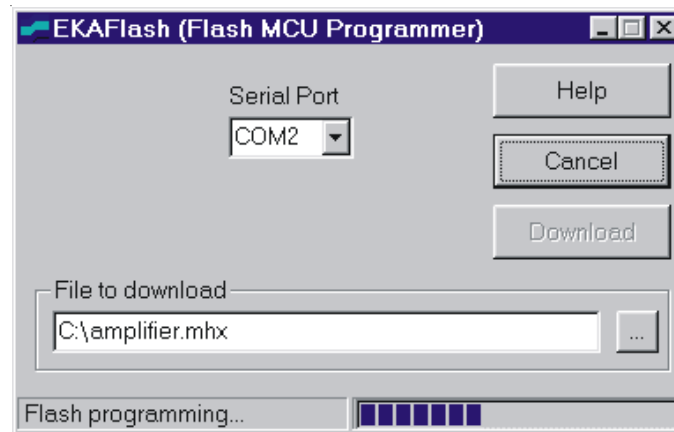 EKAFlash (Flash MCU Programmer)
Serial Port
COM2
Help
Cancel
Download
File to download
C:\amplifier.mhx
...
Flash programming...